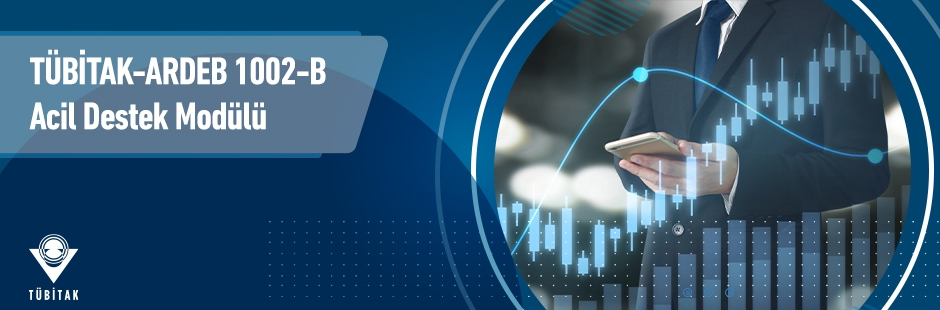 TÜBİTAK-ARDEB 1002-B
Acil Destek Modülü
TÜBİTAK